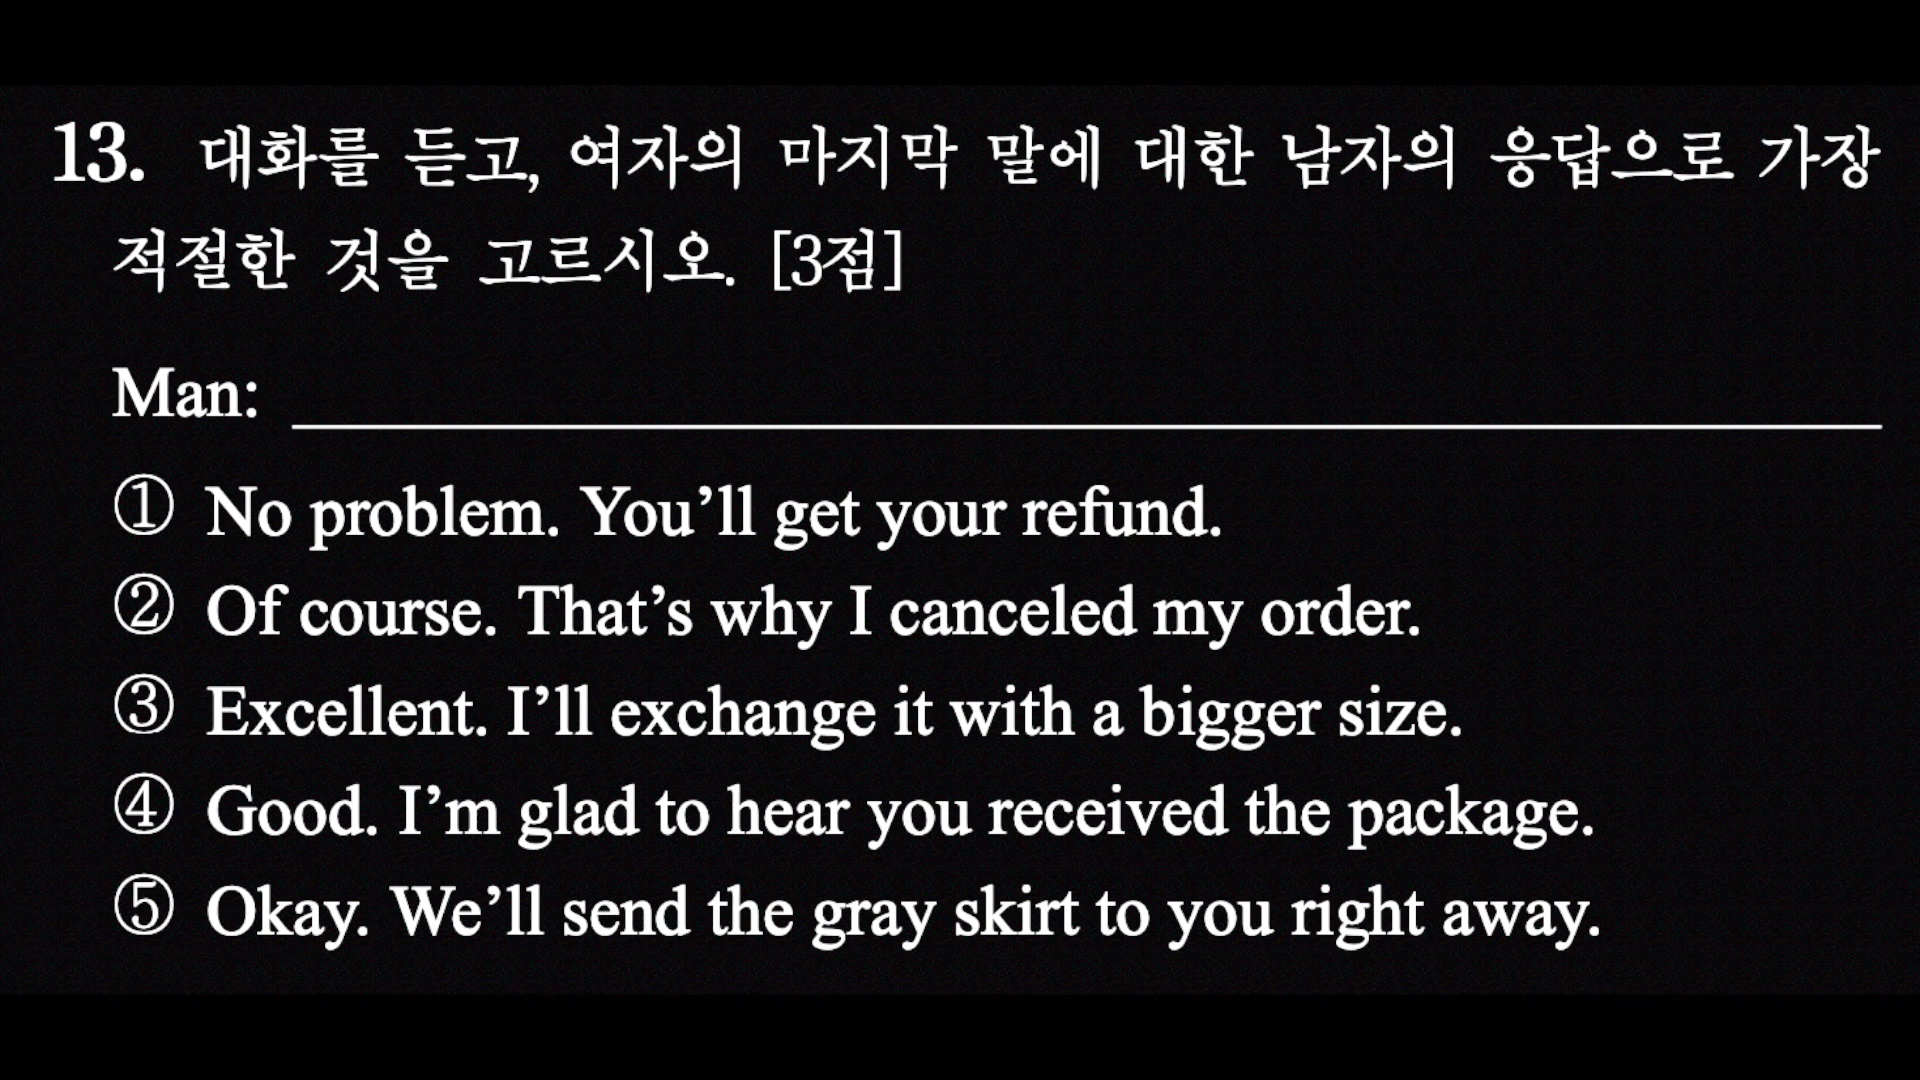 13. 대화를 듣고, 여자의 마지막 말에 대한 남자의 응답으로 가장
적절한 것을 고르시오. [3점]
Man: 
① No problem. You’ll get your refund.
② Of course. That’s why I canceled my order.
③ Excellent. I’ll exchange it with a bigger size.
④ Good. I’m glad to hear you received the package.
⑤ Okay. We’ll send the gray skirt to you right away.